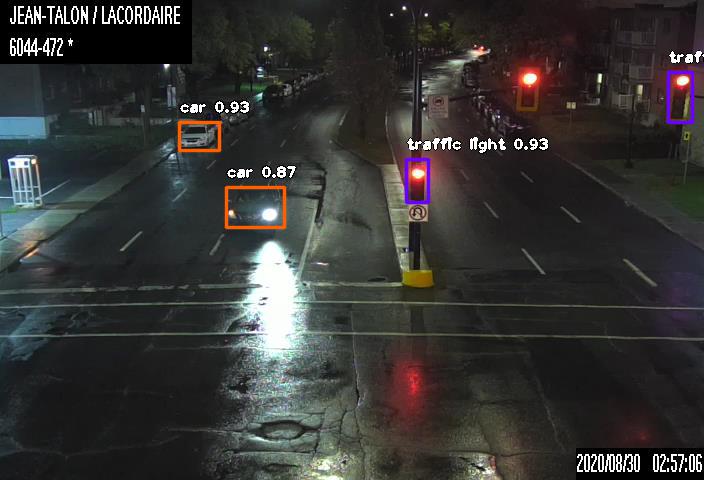 JEAN-TALON / LACORDAIRE
6044-472 *
traf
car 0.93
traffic light 0.93
car 0.87
2020/08/30 02:57:06